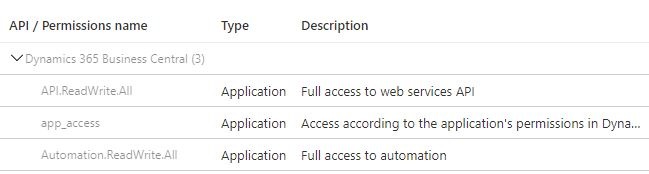 API / Permissions name Type Description
Dynamics 365 Business Central (3)
API.ReadWrite.All Application Full access to web services API
app_access Application Access according to the application's permissions in Dyna...
Automation.ReadWrite.All Application Full access to automation